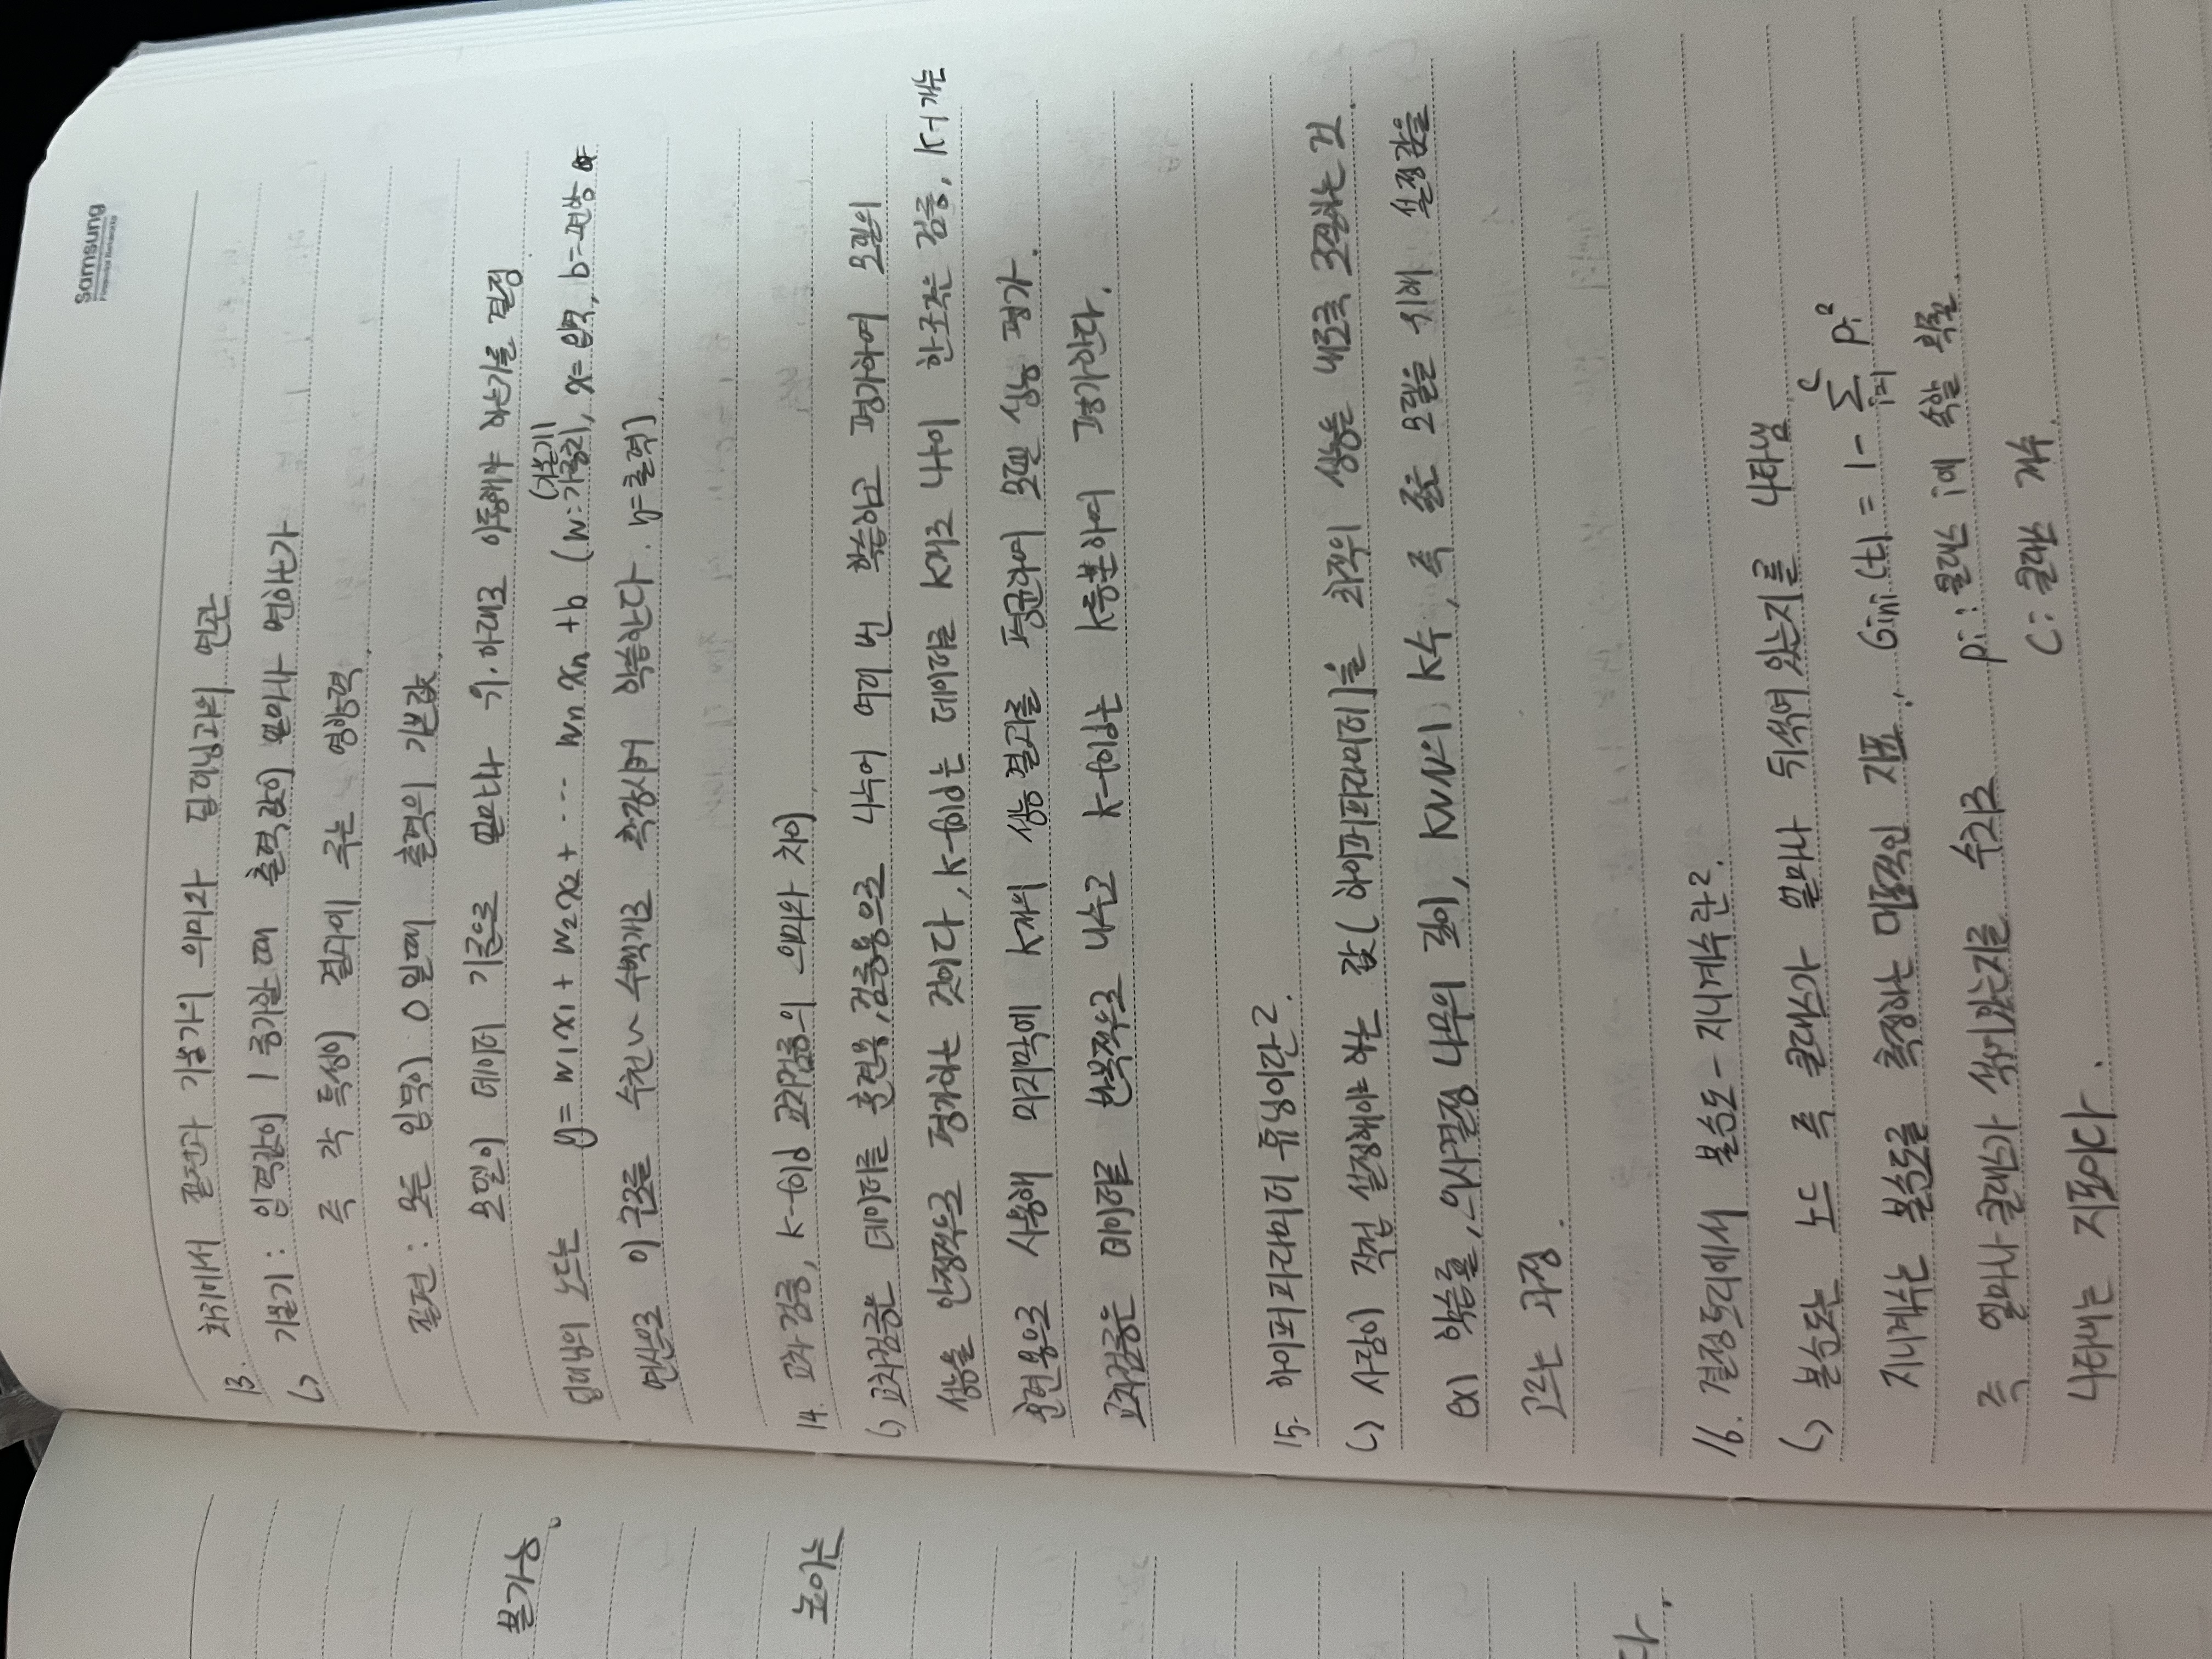 Samsung
Financial Networks
불가능.
높이는
다.
13. 회귀에서 절편과 기울기의 의미와 딥러닝과의 연관.
↳ 기울기 : 입력값이 1 증가할 때 출력값이 얼마나 변하는가
즉 각 특성이 결과에 주는 영향력.
절편 : 모든 입력이 0일때 출력의 기본값.
모델이 데이터 기준으로 얼마나 위·아래로 이동해야 하는가를 결정.
(기울기)
딥러닝의 노드는 y = w1x1 + w2x2 + ··· wn xn + b (w:가중치, x=입력, b=편향
연산으로 이 구조를 수천~수백개로 확장시켜 학습한다. y=출력).
14. 교차검증, K-fold 교차검증의 의미와 차이.
↳ 교차검증은 데이터를 훈련용, 검증용으로 나누어 여러 번 학습하고 평가하여 모델의
성능을 안정적으로 평가하는 것이다, K-fold는 데이터를 K개로 나누어 한 조각은 검증, K-1개는
훈련용으로 사용해 마지막에 K개의 성능 결과를 평균하여 모델 성능 평가.
교차검증은 데이터를 반복적으로 나누고 K-fold는 K등분하여 평가한다.
15. 하이퍼파라미터 튜닝이란?
↳ 사람이 직접 설정해야 하는 값(하이퍼파라미터)을 최적의 성능을 내도록 조절하는 것.
ex) 학습률, 의사결정 나무의 깊이, KNN의 K수, 즉 좋은 모델을 위해 설정값을
고르는 과정.
16. 결정트리에서 불순도 - 지니계수란?
↳ 불순도는 노드 즉 클래스가 얼마나 뒤섞여 있는지를 나타냄
지니계수는 불순도를 측정하는 대표적인 지표. Gini(t) = 1 - ∑_{i=1}^{C} pi²
즉 얼마나 클래스가 섞여있는지를 수치로 pi : 클래스 i에 속할 확률.
나타내는 지표이다. C : 클래스 개수.